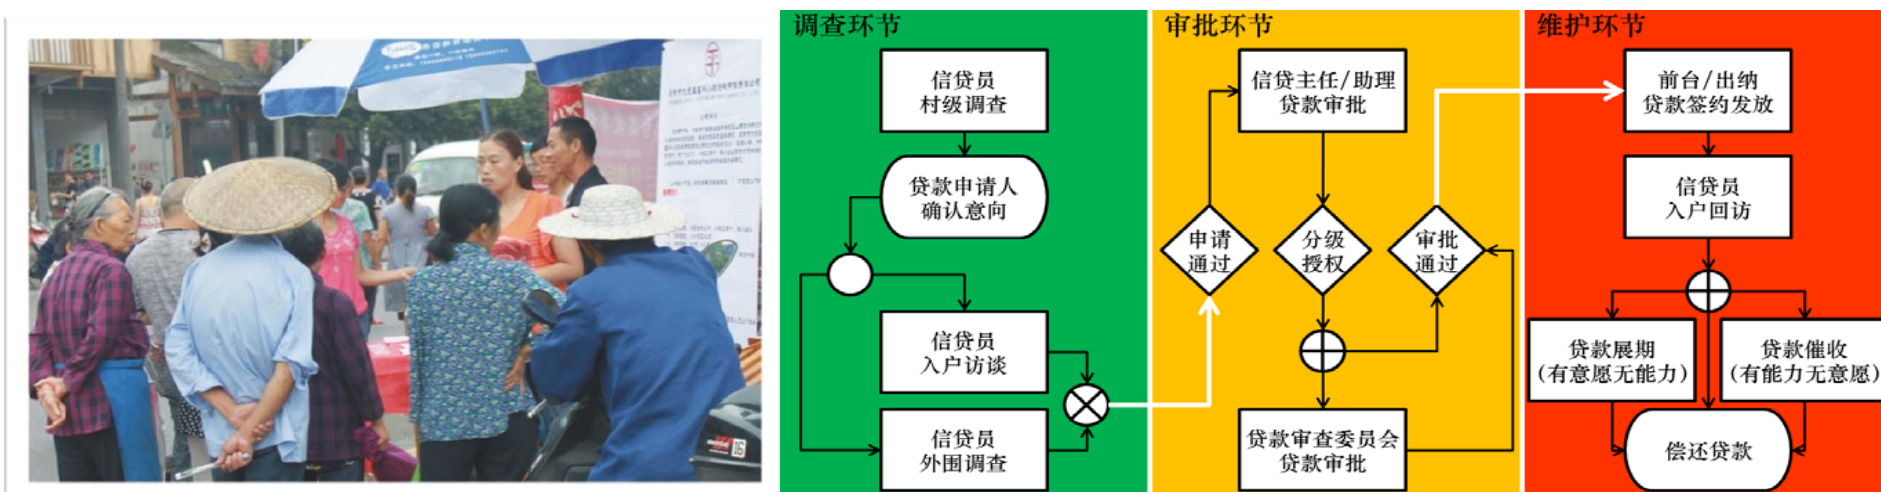 调查环节
信贷员
村级调查
贷款申请人
确认意向
信贷员
入户访谈
信贷员
外围调查
审批环节
信贷主任/助理
贷款审批
申请
通过
分级
授权
审批
通过
贷款审查委员会
贷款审批
维护环节
前台/出纳
贷款签约发放
信贷员
入户回访
贷款展期
(有意愿无能力)
贷款催收
(有能力无意愿)
偿还贷款